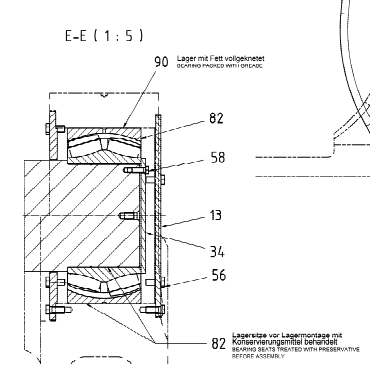 E-E ( 1 : 5 )
90 Lager mit Fett vollgeknetet
BEARING PACKED WITH GREASE
82
58
13
34
56
82 Lagersitze vor Lagermontage mit
Konservierungsmittel behandelt
BEARING SEATS TREATED WITH PRESERVATIVE
BEFORE ASSEMBLY